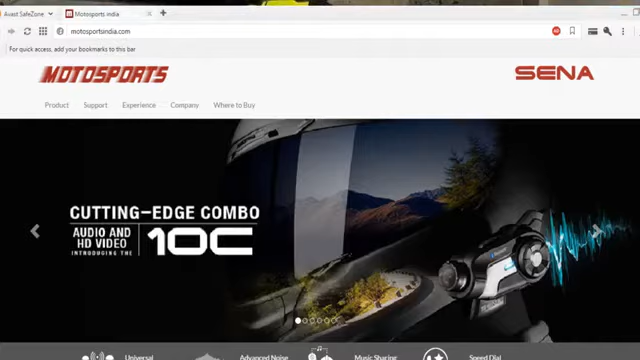 Avast SafeZone
Motosports india
motosportsindia.com
For quick access, add your bookmarks to this bar
MOTOSPORTS
SENA
Product Support Experience Company Where to Buy
CUTTING-EDGE COMBO
AUDIO AND
HD VIDEO
INTRODUCING THE
10C
Universal Advanced Noise Music Sharing Speed Dial